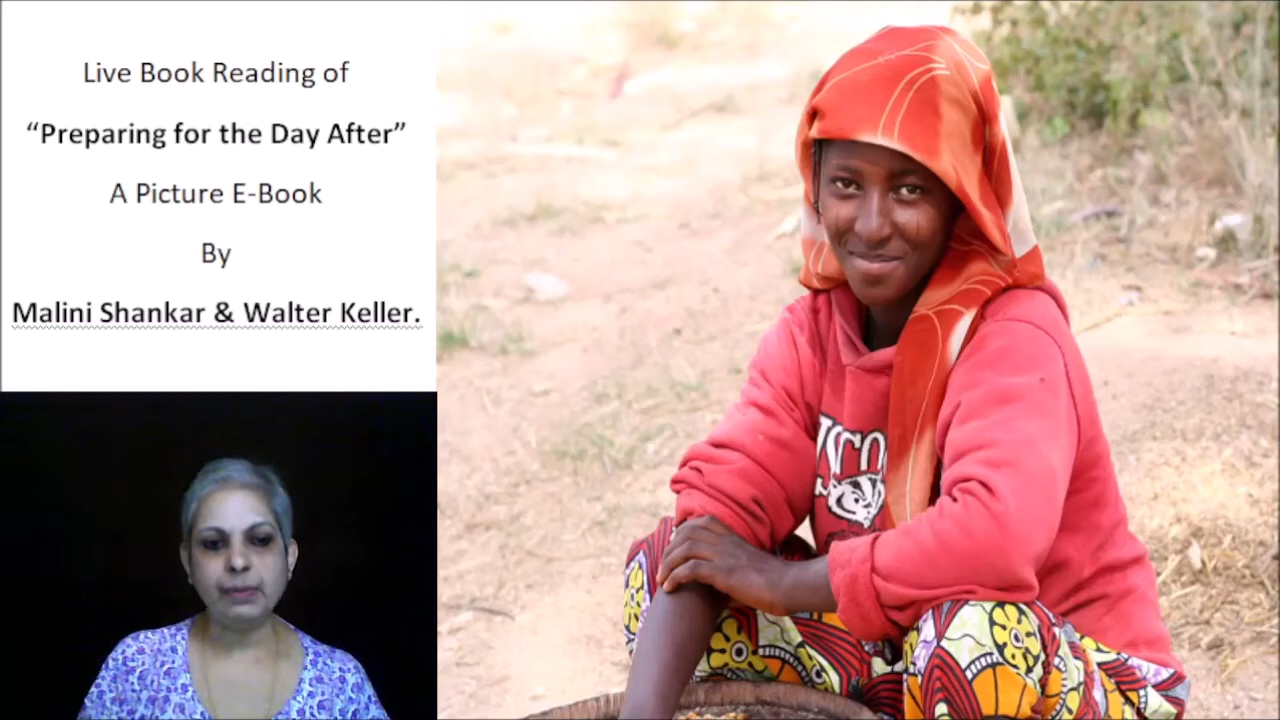 Live Book Reading of
“Preparing for the Day After”
A Picture E-Book
By
Malini Shankar & Walter Keller.